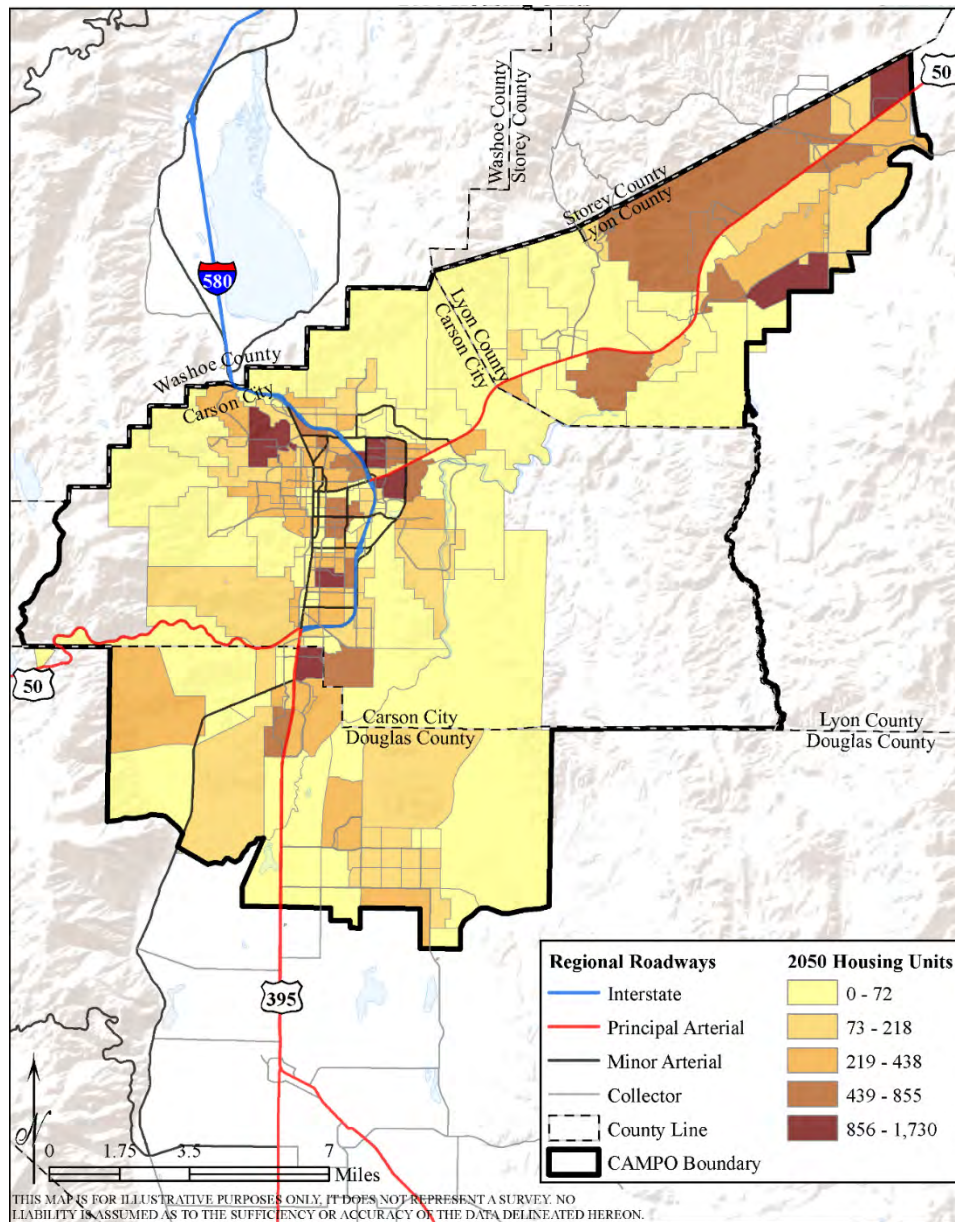 Washoe County
Storey County
50
Storey County
Lyon County
580
Lyon County
Carson City
Washoe County
Carson City
50
Carson City
Douglas County
Lyon County
Douglas County
395
Regional Roadways
Interstate
Principal Arterial
Minor Arterial
Collector
County Line
CAMPO Boundary
2050 Housing Units
0 - 72
73 - 218
219 - 438
439 - 855
856 - 1,730
N
0 1.75 3.5 7
Miles
THIS MAP IS FOR ILLUSTRATIVE PURPOSES ONLY, IT DOES NOT REPRESENT A SURVEY. NO
LIABILITY IS ASSUMED AS TO THE SUFFICIENCY OR ACCURACY OF THE DATA DELINEATED HEREON.